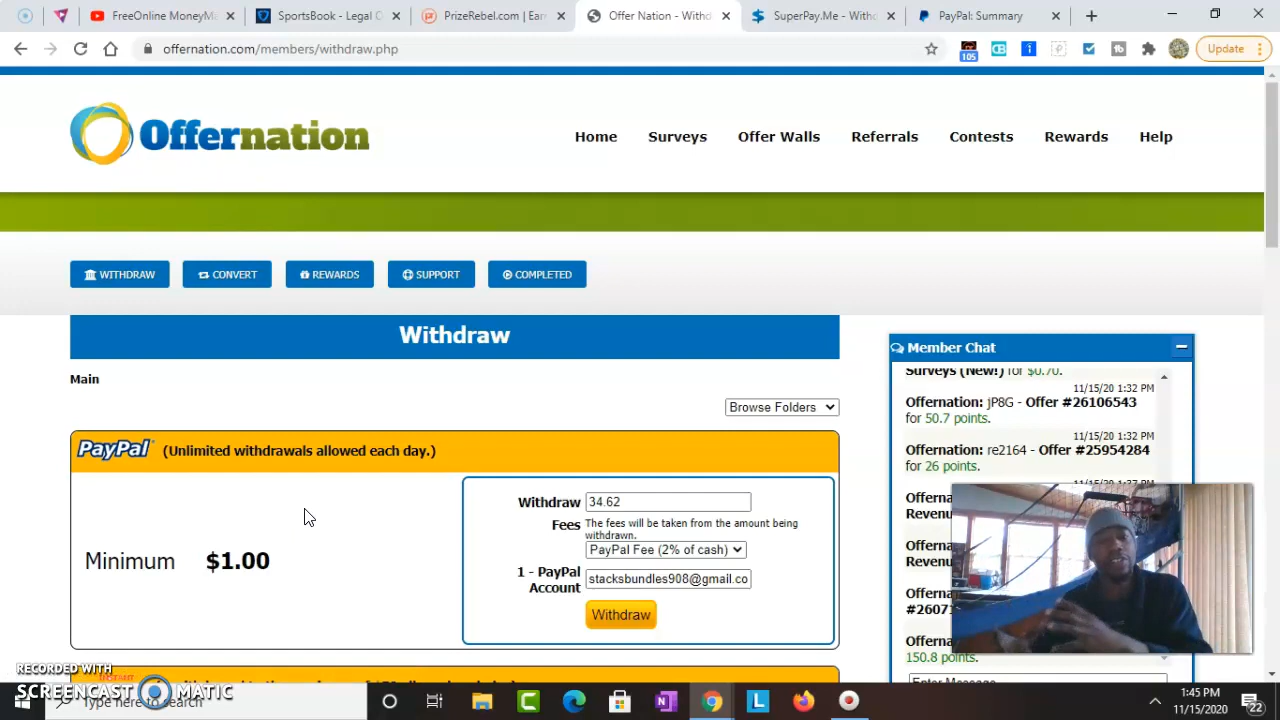 FreeOnline MoneyM
SportsBook - Legal O
PrizeRebel.com | Earn
Offer Nation - Withd
SuperPay.Me - Withd
PayPal: Summary
offernation.com/members/withdraw.php
105
Update
Offernation
Home
Surveys
Offer Walls
Referrals
Contests
Rewards
Help
WITHDRAW
CONVERT
REWARDS
SUPPORT
COMPLETED
Withdraw
Main
Browse Folders
PayPal (Unlimited withdrawals allowed each day.)
Minimum $1.00
Withdraw 34.62
Fees The fees will be taken from the amount being
withdrawn.
PayPal Fee (2% of cash)
1 - PayPal
Account
stacksbundles908@gmail.co
Withdraw
Member Chat
Surveys (New!) for $0.70.
11/15/20 1:32 PM
Offernation: jP8G - Offer #26106543
for 50.7 points.
11/15/20 1:32 PM
Offernation: re2164 - Offer #25954284
for 26 points.
Offerna
Revenu
Offerna
Revenu
Offerna
#2607
Offerna
150.8 points.
Enter Message
RECORDED WITH
SCREENCAST MATIC
Type here to search
1:45 PM
11/15/2020
22